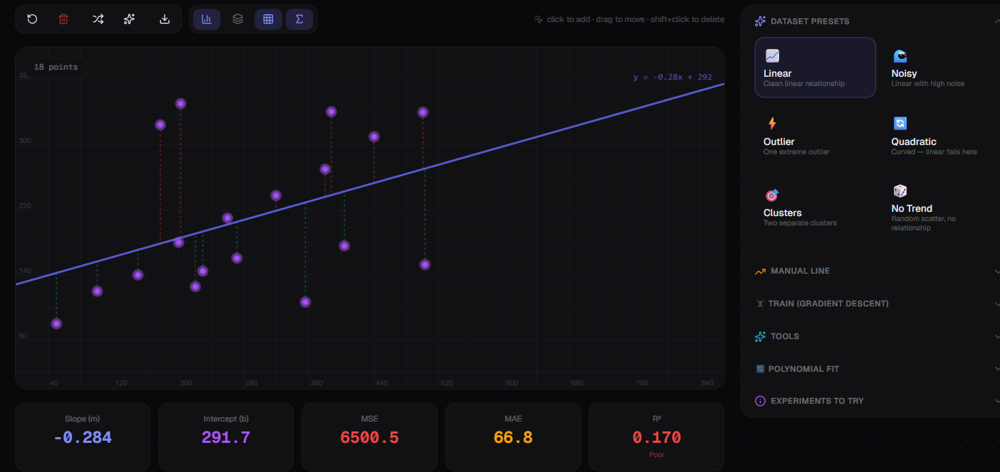 click to add · drag to move · shift+click to delete
18 points
y = -0.28x + 292
300
220
140
60
40
120
200
280
360
440
520
600
680
760
840
Slope (m)
-0.284
Intercept (b)
291.7
MSE
6500.5
MAE
66.8
R²
0.170
Poor
DATASET PRESETS
Linear
Clean linear relationship
Noisy
Linear with high noise
Outlier
One extreme outlier
Quadratic
Curved — linear fails here
Clusters
Two separate clusters
No Trend
Random scatter, no
relationship
MANUAL LINE
TRAIN (GRADIENT DESCENT)
TOOLS
POLYNOMIAL FIT
EXPERIMENTS TO TRY